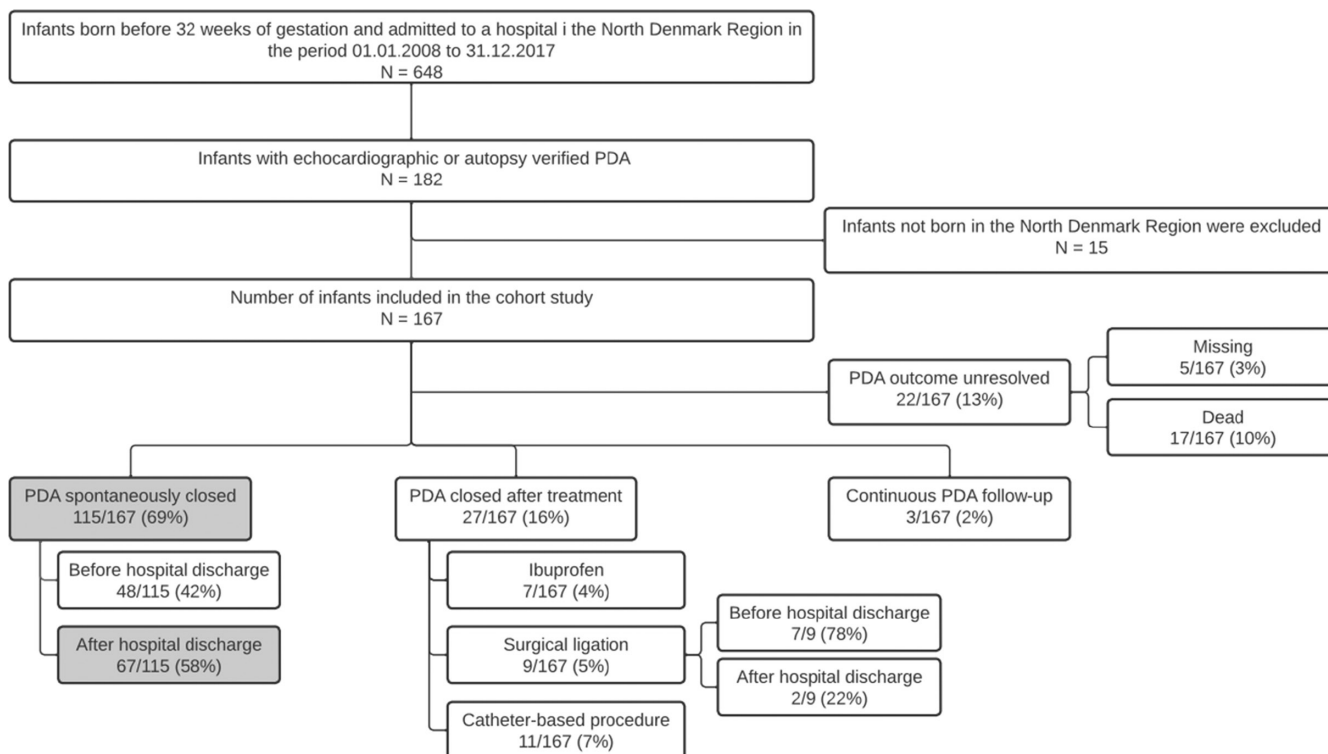 Infants born before 32 weeks of gestation and admitted to a hospital i the North Denmark Region in
the period 01.01.2008 to 31.12.2017
N = 648
Infants with echocardiographic or autopsy verified PDA
N = 182
Infants not born in the North Denmark Region were excluded
N = 15
Number of infants included in the cohort study
N = 167
PDA outcome unresolved
22/167 (13%)
Missing
5/167 (3%)
Dead
17/167 (10%)
PDA spontaneously closed
115/167 (69%)
Before hospital discharge
48/115 (42%)
After hospital discharge
67/115 (58%)
PDA closed after treatment
27/167 (16%)
Ibuprofen
7/167 (4%)
Surgical ligation
9/167 (5%)
Before hospital discharge
7/9 (78%)
After hospital discharge
2/9 (22%)
Catheter-based procedure
11/167 (7%)
Continuous PDA follow-up
3/167 (2%)